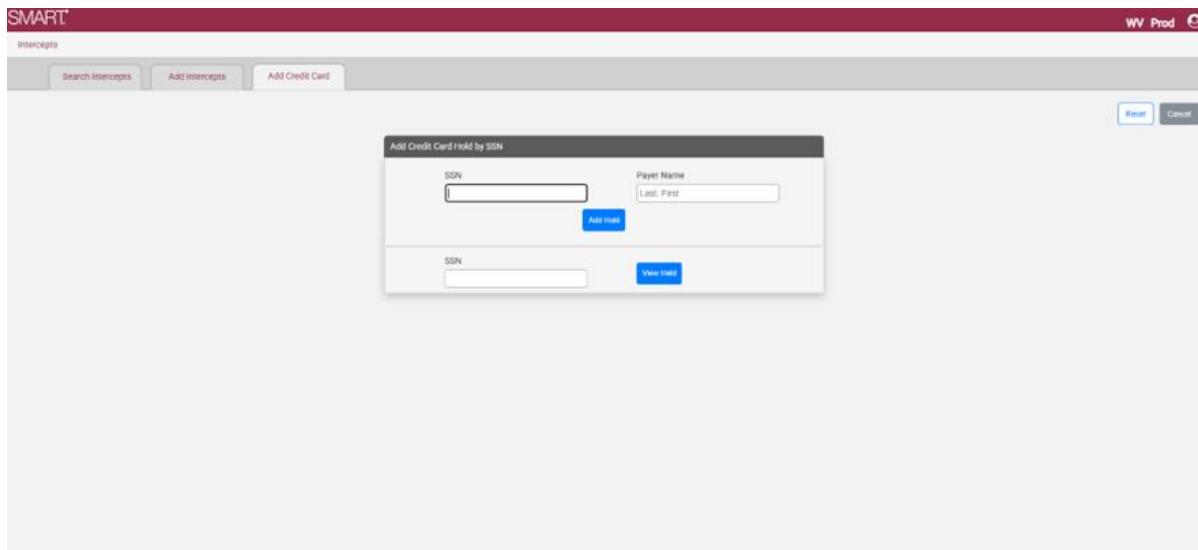 SMART
WV Prod
Intercepts
Search Intercepts Add Intercepts Add Credit Card
Reset Cancel
Add Credit Card Hold by SSN
SSN Payer Name
Last, First
Add Hold
SSN
View Hold